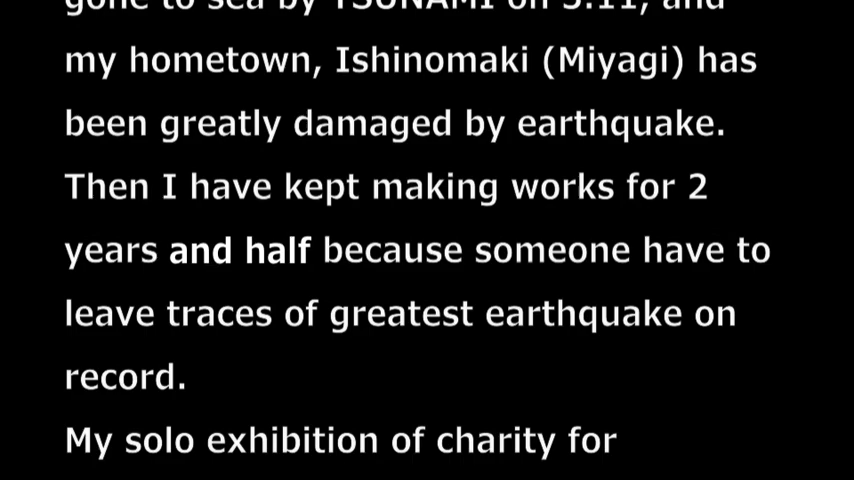 gone to sea by TSUNAMI on 3.11, and
my hometown, Ishinomaki (Miyagi) has
been greatly damaged by earthquake.
Then I have kept making works for 2
years and half because someone have to
leave traces of greatest earthquake on
record.
My solo exhibition of charity for